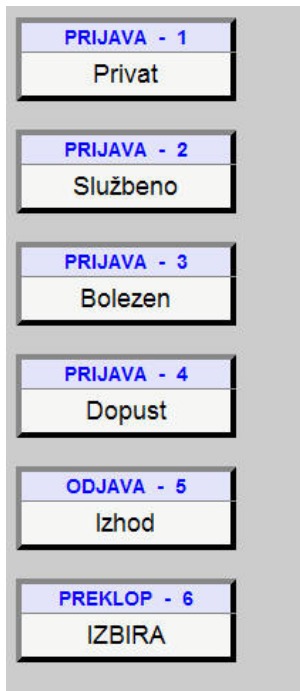 PRIJAVA - 1
Privat
PRIJAVA - 2
Službeno
PRIJAVA - 3
Bolezen
PRIJAVA - 4
Dopust
ODJAVA - 5
Izhod
PREKLOP - 6
IZBIRA